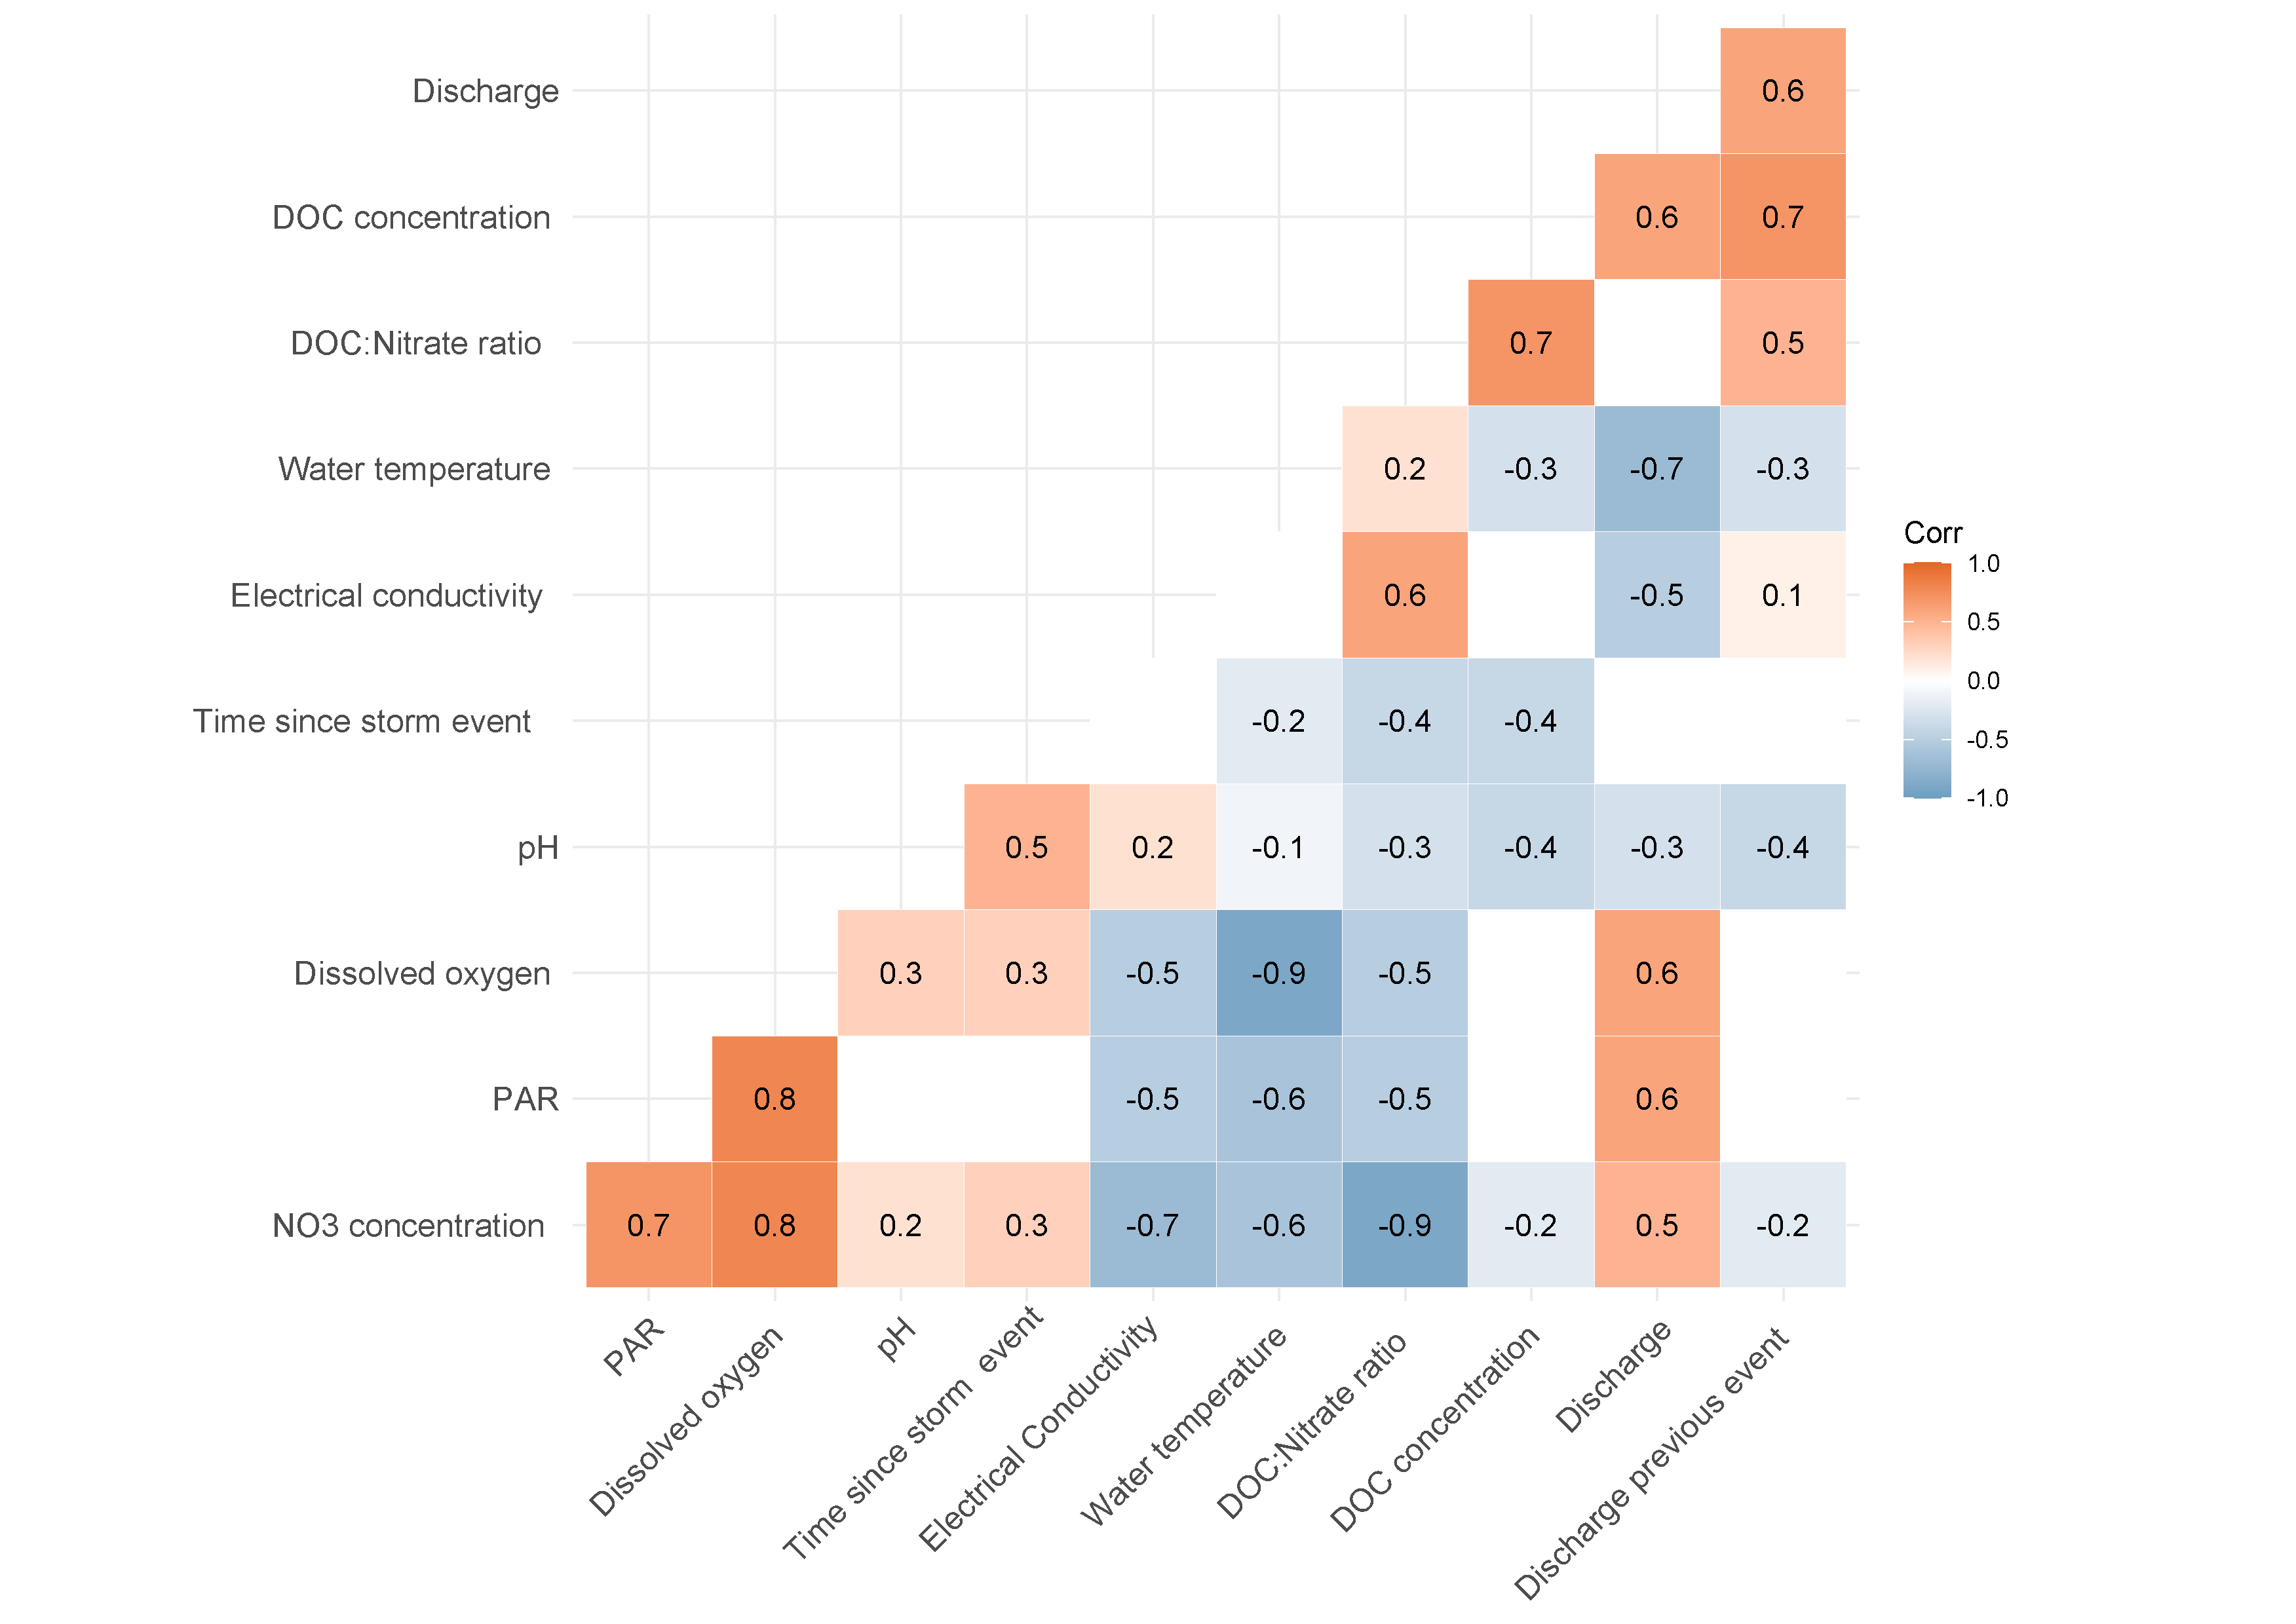 Discharge 0.6
DOC concentration 0.6 0.7
DOC:Nitrate ratio 0.7 0.5
Water temperature 0.2 -0.3 -0.7 -0.3
Electrical conductivity 0.6 -0.5 0.1
Time since storm event -0.2 -0.4 -0.4
pH 0.5 0.2 -0.1 -0.3 -0.4 -0.3 -0.4
Dissolved oxygen 0.3 0.3 -0.5 -0.9 -0.5 0.6
PAR 0.8 -0.5 -0.6 -0.5 0.6
NO3 concentration 0.7 0.8 0.2 0.3 -0.7 -0.6 -0.9 -0.2 0.5 -0.2
PAR
Dissolved oxygen
pH
Time since storm  event
Electrical Conductivity
Water temperature
DOC:Nitrate ratio
DOC concentration
Discharge
Discharge previous event
Corr
1.0
0.5
0.0
-0.5
-1.0